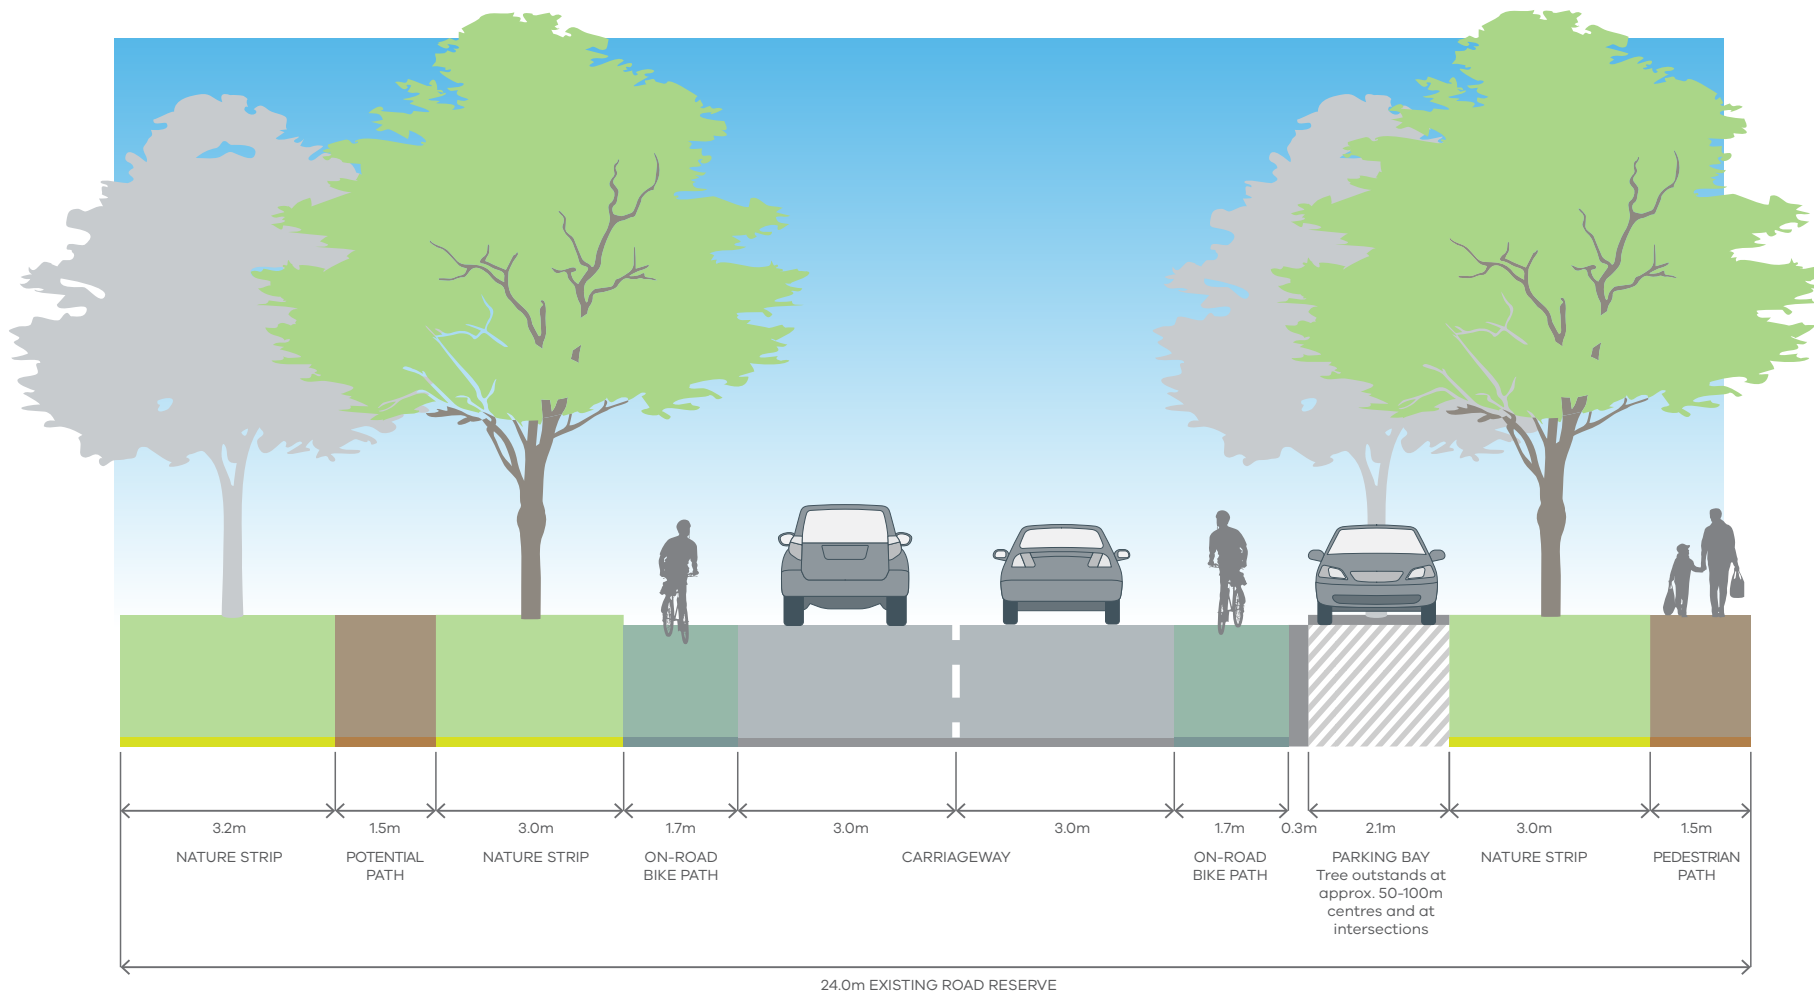 3.2m
1.5m
3.0m
1.7m
3.0m
3.0m
1.7m
0.3m
2.1m
3.0m
1.5m
NATURE STRIP
POTENTIAL
PATH
NATURE STRIP
ON-ROAD
BIKE PATH
CARRIAGEWAY
ON-ROAD
BIKE PATH
PARKING BAY
Tree outstands at
approx. 50-100m
centres and at
intersections
NATURE STRIP
PEDESTRIAN
PATH
24.0m EXISTING ROAD RESERVE